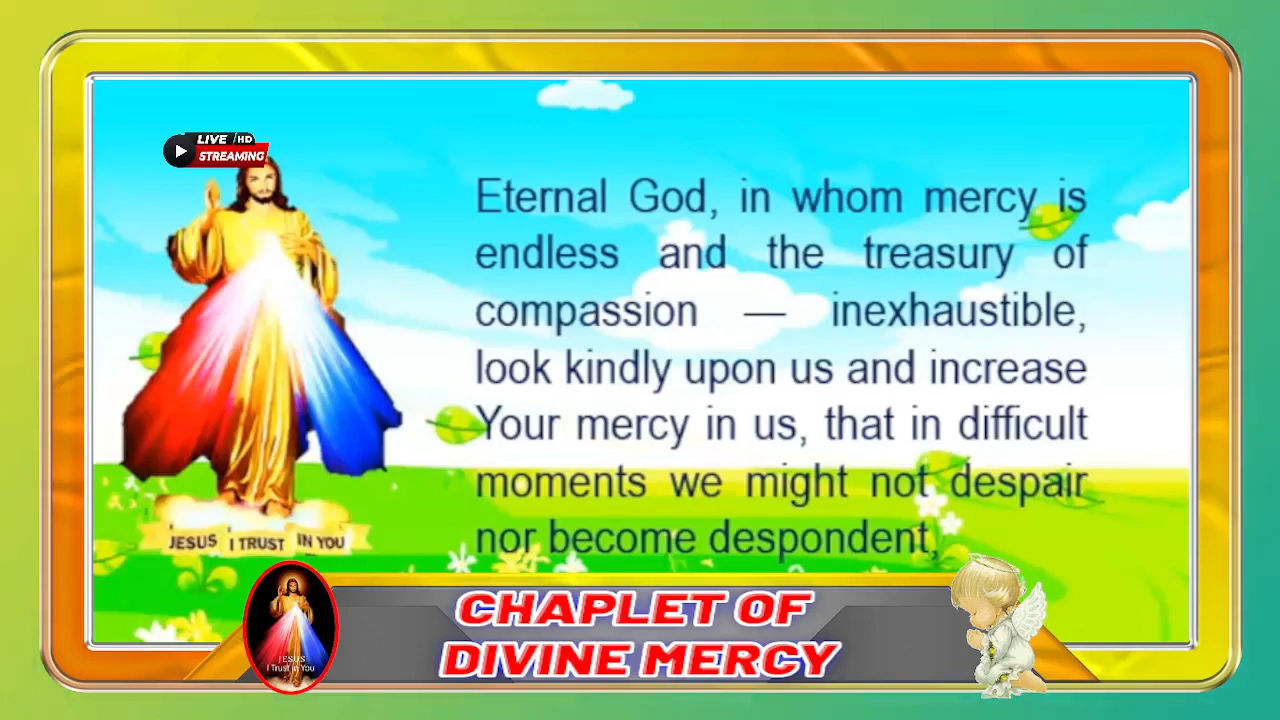 LIVE /HD
STREAMING
Eternal God, in whom mercy is
endless and the treasury of
compassion — inexhaustible,
look kindly upon us and increase
Your mercy in us, that in difficult
moments we might not despair
nor become despondent,
JESUS I TRUST IN YOU
JESUS
I Trust in You
CHAPLET OF
DIVINE MERCY